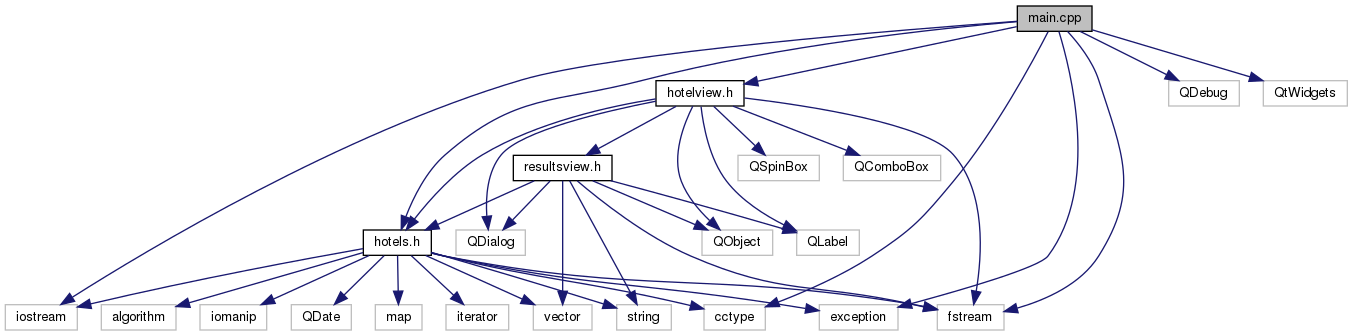 main.cpp
hotelview.h
QDebug
QtWidgets
resultsview.h
QSpinBox
QComboBox
hotels.h
QDialog
QObject
QLabel
iostream
algorithm
iomanip
QDate
map
iterator
vector
string
cctype
exception
fstream